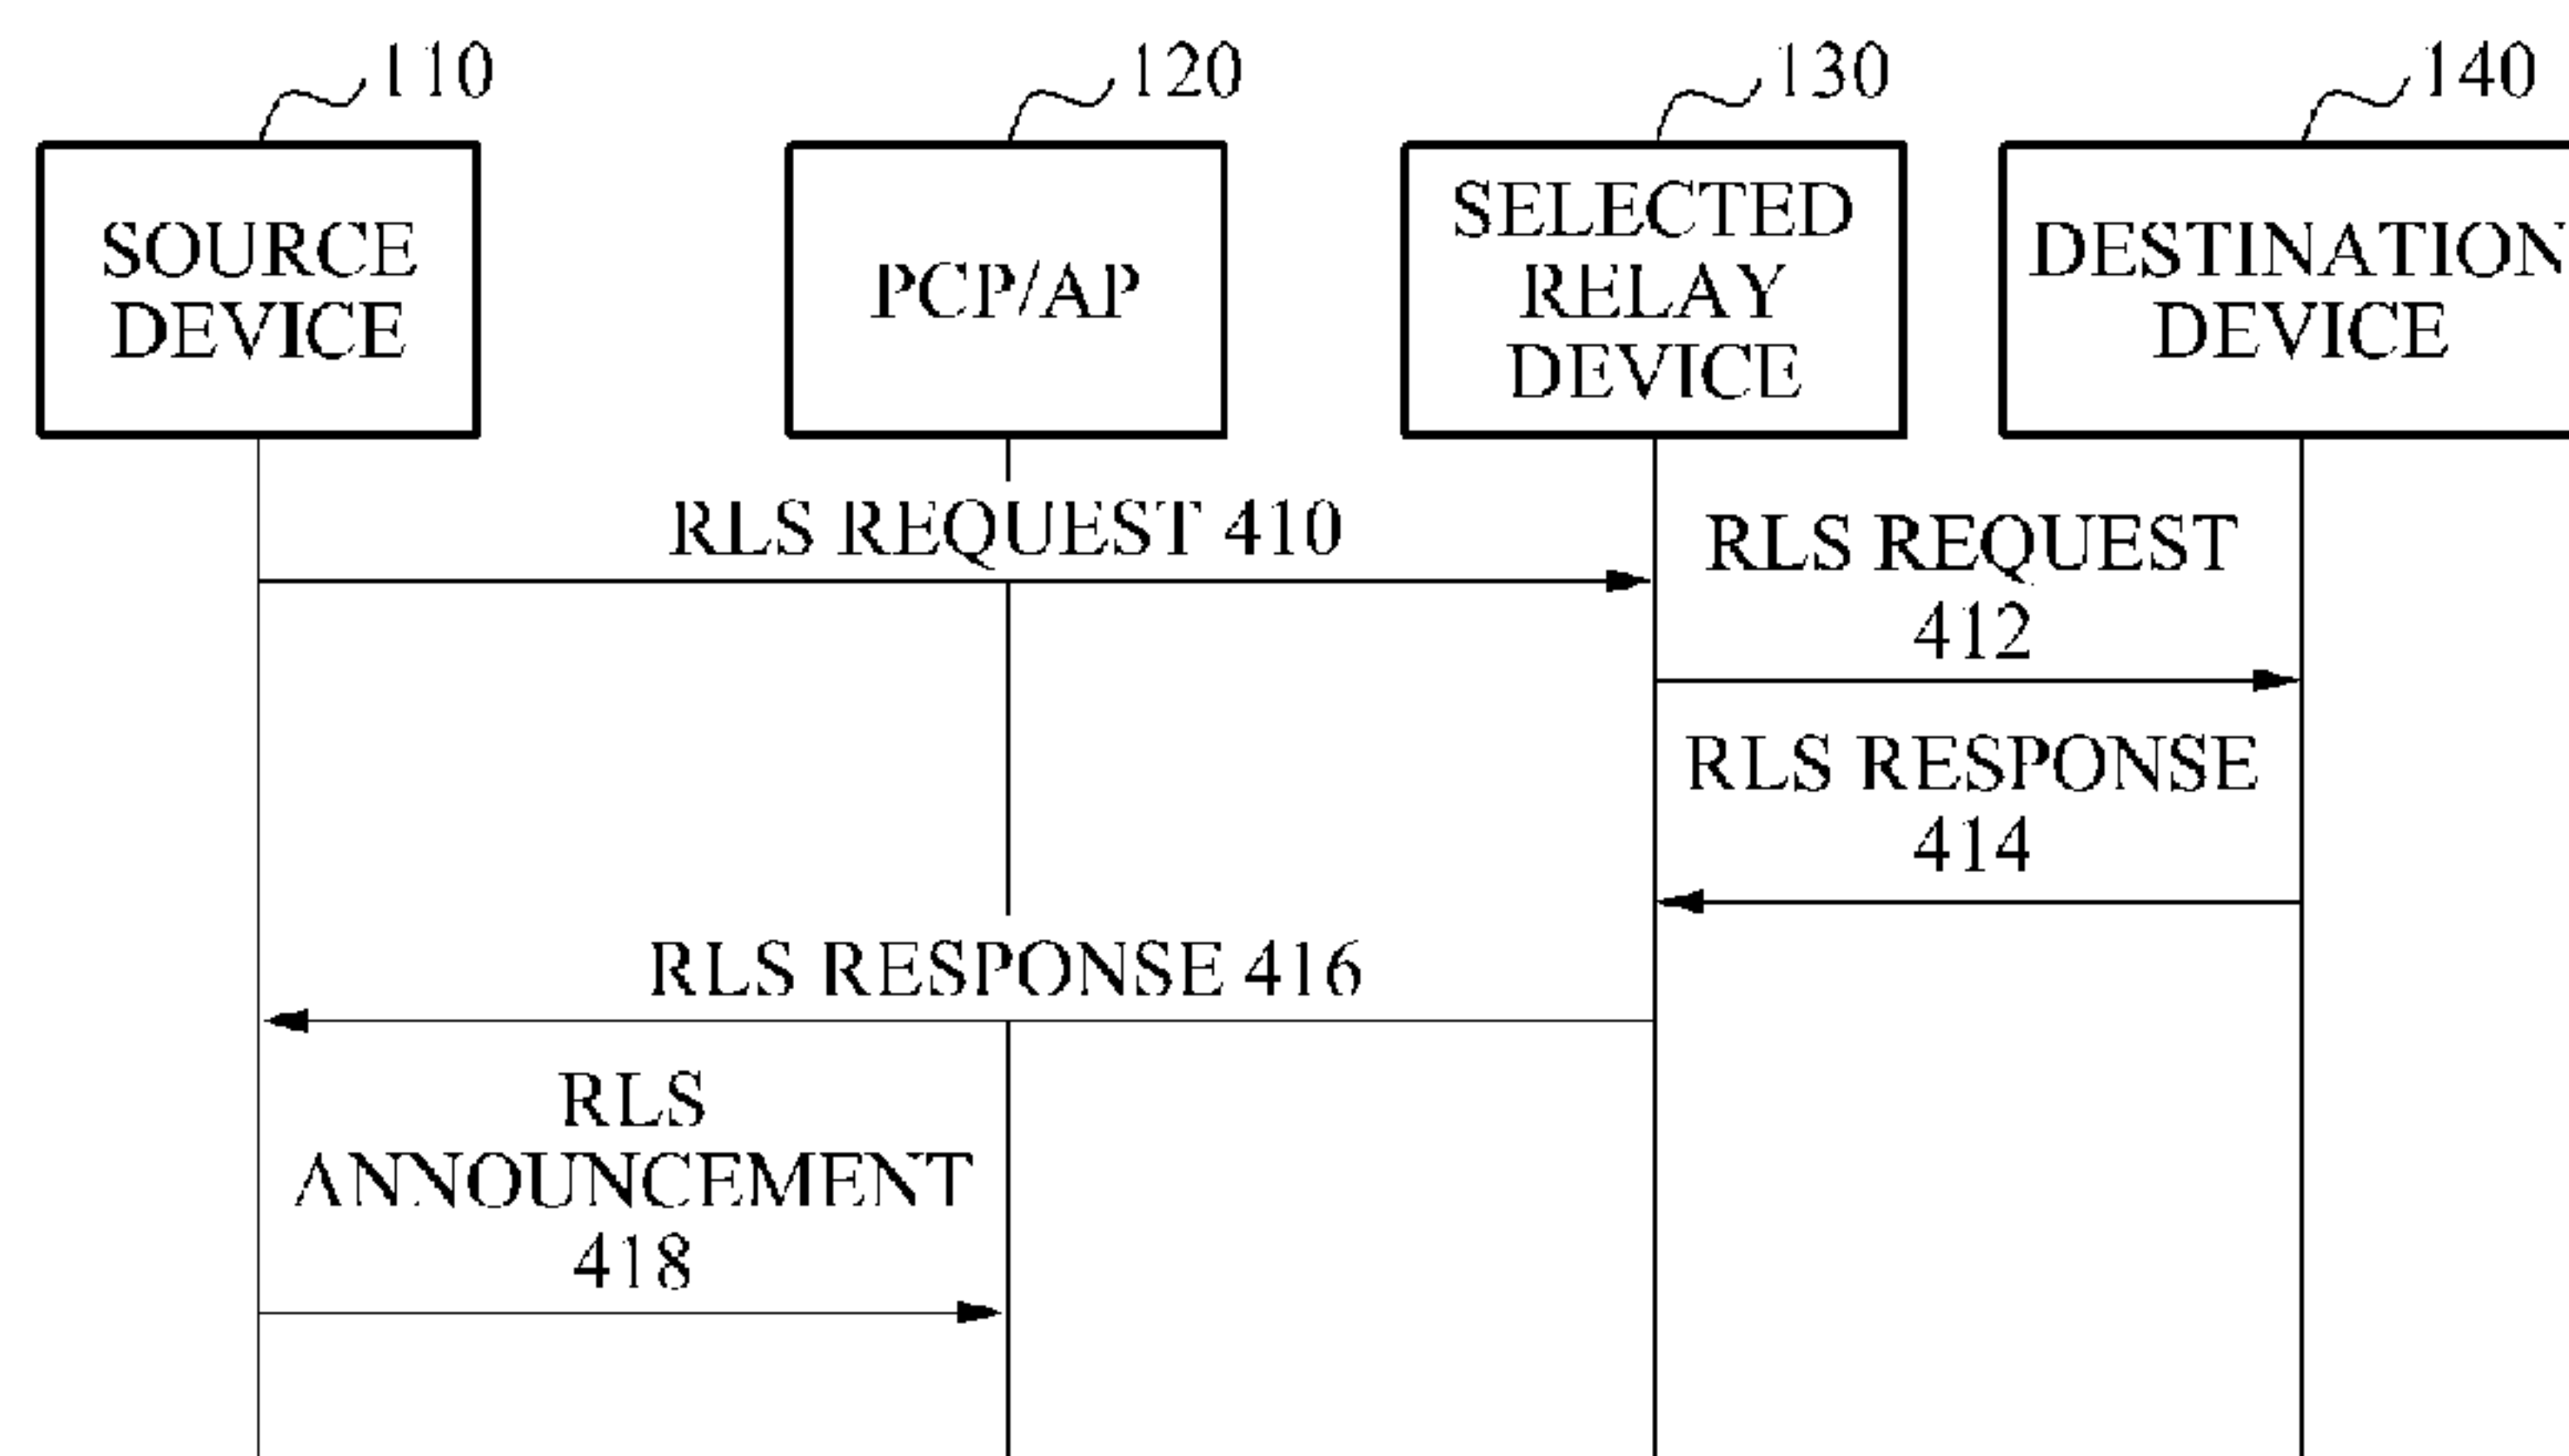 110
120
130
140
SOURCE
DEVICE
PCP/AP
SELECTED
RELAY
DEVICE
DESTINATION
DEVICE
RLS REQUEST 410
RLS REQUEST
412
RLS RESPONSE
414
RLS RESPONSE 416
RLS
ANNOUNCEMENT
418